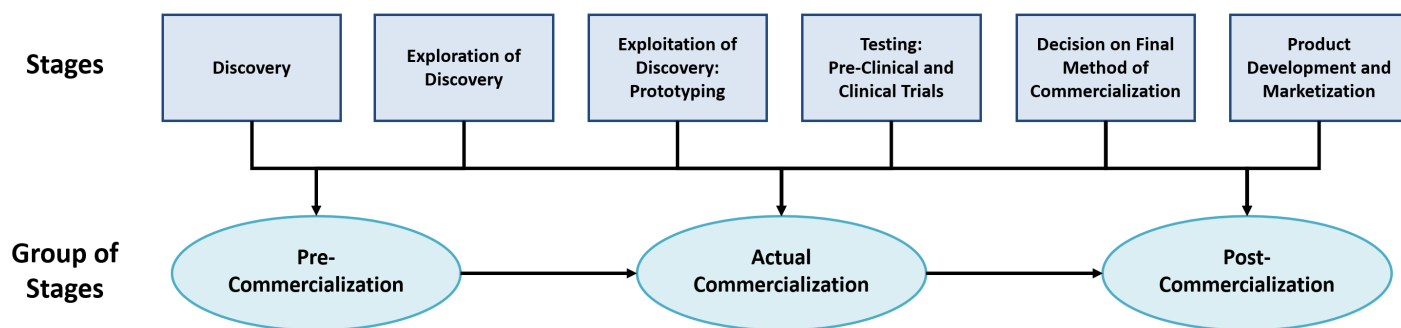 Stages
Discovery
Exploration of
Discovery
Exploitation of
Discovery:
Prototyping
Testing:
Pre-Clinical and
Clinical Trials
Decision on Final
Method of
Commercialization
Product
Development and
Marketization
Group of
Stages
Pre-
Commercialization
Actual
Commercialization
Post-
Commercialization